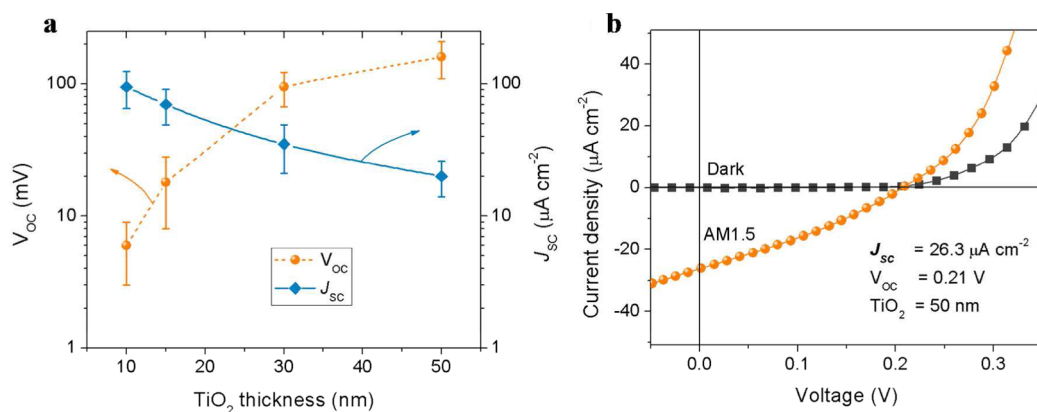 a
100
10
1
V_OC (mV)
10 20 30 40 50
TiO₂ thickness (nm)
V_OC
J_SC
100
10
1
J_SC (μA cm⁻²)
b
40
20
0
-20
-40
Current density (μA cm⁻²)
Dark
AM1.5
J_sc = 26.3 μA cm⁻²
V_OC = 0.21 V
TiO₂ = 50 nm
0.0 0.1 0.2 0.3
Voltage (V)